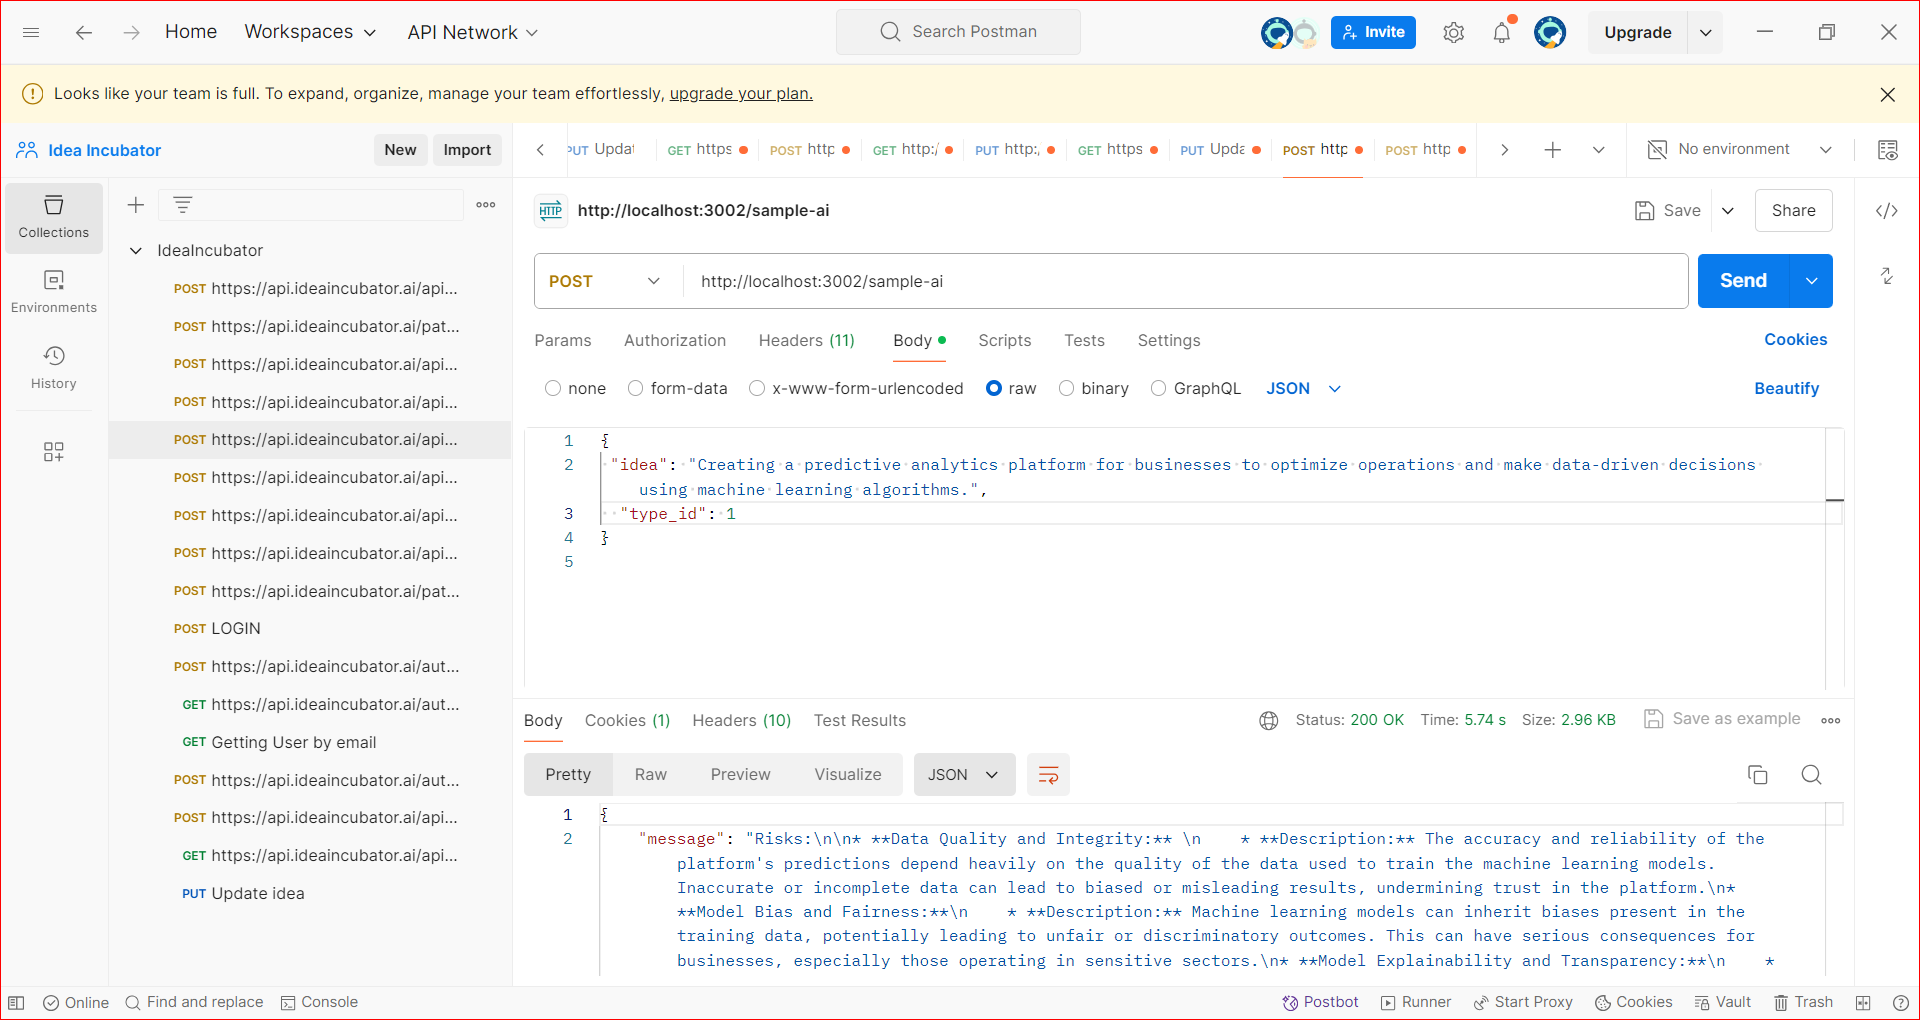 Home Workspaces API Network Search Postman Invite Upgrade
Looks like your team is full. To expand, organize, manage your team effortlessly, upgrade your plan.
Idea Incubator New Import
PUT Updat GET https POST http GET http:/ PUT http:, GET https PUT Upda POST http POST http No environment
Collections
Environments
History
IdeaIncubator
POST https://api.ideaincubator.ai/api...
POST https://api.ideaincubator.ai/pat...
POST https://api.ideaincubator.ai/api...
POST https://api.ideaincubator.ai/api...
POST https://api.ideaincubator.ai/api...
POST https://api.ideaincubator.ai/api...
POST https://api.ideaincubator.ai/api...
POST https://api.ideaincubator.ai/api...
POST https://api.ideaincubator.ai/pat...
POST LOGIN
POST https://api.ideaincubator.ai/aut...
GET https://api.ideaincubator.ai/aut...
GET Getting User by email
POST https://api.ideaincubator.ai/aut...
POST https://api.ideaincubator.ai/api...
GET https://api.ideaincubator.ai/api...
PUT Update idea
HTTP http://localhost:3002/sample-ai Save Share
POST http://localhost:3002/sample-ai Send
Params Authorization Headers (11) Body Scripts Tests Settings Cookies
none form-data x-www-form-urlencoded raw binary GraphQL JSON Beautify
1 {
2 "idea": "Creating a predictive analytics platform for businesses to optimize operations and make data-driven decisions
using machine learning algorithms.",
3 "type_id": 1
4 }
5
Body Cookies (1) Headers (10) Test Results Status: 200 OK Time: 5.74 s Size: 2.96 KB Save as example
Pretty Raw Preview Visualize JSON
1 {
2 "message": "Risks:\n\n* **Data Quality and Integrity:** \n    * **Description:** The accuracy and reliability of the
platform's predictions depend heavily on the quality of the data used to train the machine learning models.
Inaccurate or incomplete data can lead to biased or misleading results, undermining trust in the platform.\n*
**Model Bias and Fairness:**\n    * **Description:** Machine learning models can inherit biases present in the
training data, potentially leading to unfair or discriminatory outcomes. This can have serious consequences for
businesses, especially those operating in sensitive sectors.\n* **Model Explainability and Transparency:**\n    *
Online Find and replace Console Postbot Runner Start Proxy Cookies Vault Trash